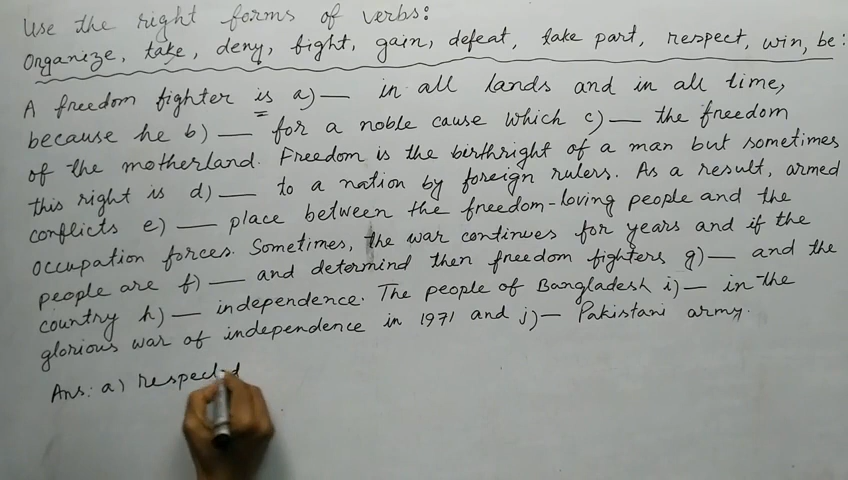 Use the right forms of verbs:
Organize, take, deny, fight, gain, defeat, take part, respect, win, be:
A freedom fighter is a) — in all lands and in all time,
because he b) — for a noble cause which c) — the freedom
of the motherland. Freedom is the birthright of a man but sometimes
this right is d) — to a nation by foreign rulers. As a result, armed
conflicts e) — place between the freedom-loving people and the
occupation forces. Sometimes, the war continues for years and if the
people are f) — and determind then freedom fighters g) — and the
country h) — independence. The people of Bangladesh i) — in the
glorious war of independence in 1971 and j) — Pakistani army.
Ans: a) respected